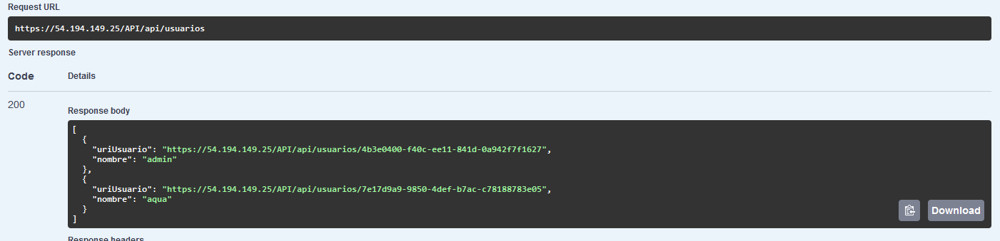 Request URL
https://54.194.149.25/API/api/usuarios
Server response
Code Details
200
Response body
[
{
"uriUsuario": "https://54.194.149.25/API/api/usuarios/4b3e0400-f40c-ee11-841d-0a942f7f1627",
"nombre": "admin"
},
{
"uriUsuario": "https://54.194.149.25/API/api/usuarios/7e17d9a9-9850-4def-b7ac-c78188783e05",
"nombre": "aqua"
}
]
Download
Response headers